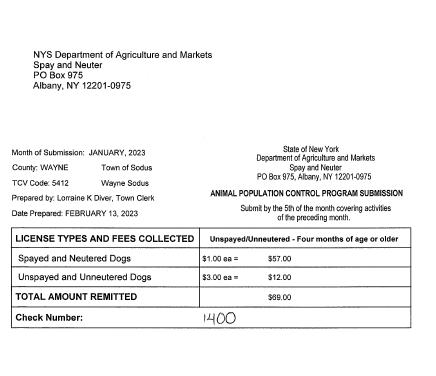 NYS Department of Agriculture and Markets
Spay and Neuter
PO Box 975
Albany, NY 12201-0975
Month of Submission: JANUARY, 2023
County: WAYNE Town of Sodus
TCV Code: 5412 Wayne Sodus
Prepared by: Lorraine K Diver, Town Clerk
Date Prepared: FEBRUARY 13, 2023
State of New York
Department of Agriculture and Markets
Spay and Neuter
PO Box 975, Albany, NY 12201-0975
ANIMAL POPULATION CONTROL PROGRAM SUBMISSION
Submit by the 5th of the month covering activities
of the preceding month.
LICENSE TYPES AND FEES COLLECTED Unspayed/Unneutered - Four months of age or older
Spayed and Neutered Dogs $1.00 ea = $57.00
Unspayed and Unneutered Dogs $3.00 ea = $12.00
TOTAL AMOUNT REMITTED $69.00
Check Number: 1400